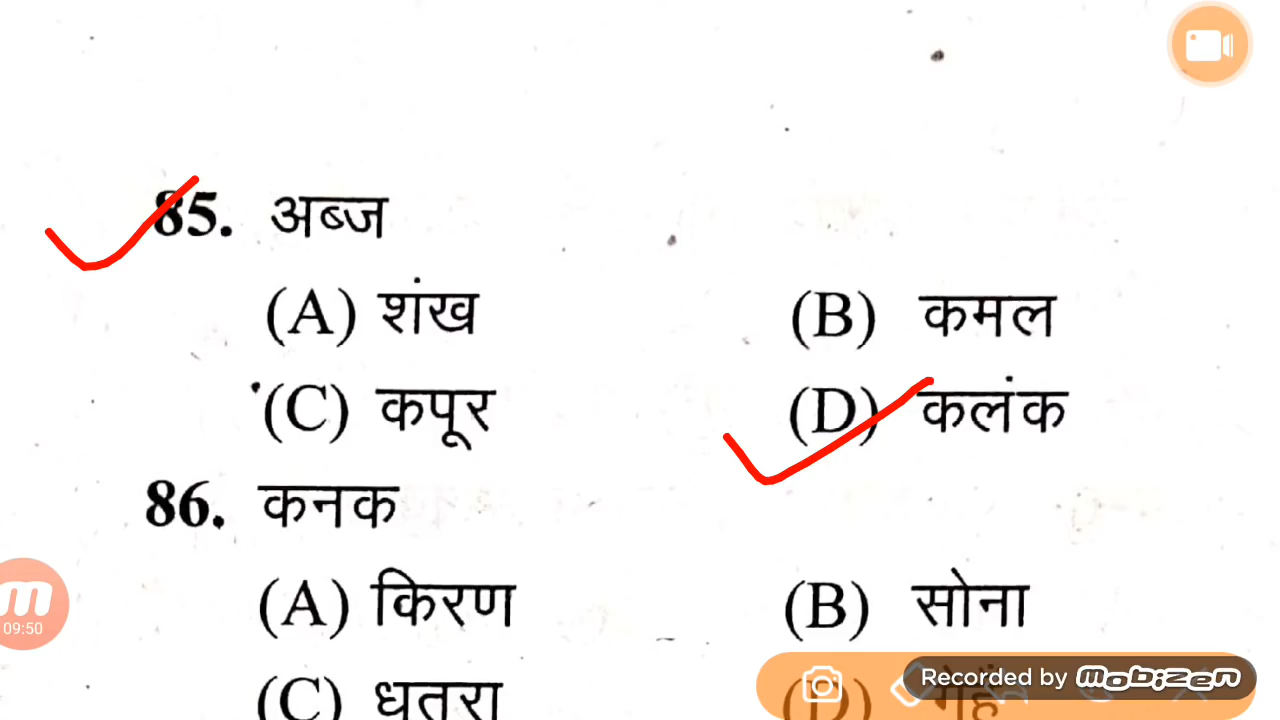 85. अब्ज
(A) शंख (B) कमल
(C) कपूर (D) कलंक
86. कनक
(A) किरण (B) सोना
(C) धतूरा (D)
09:50
Recorded by mobizen